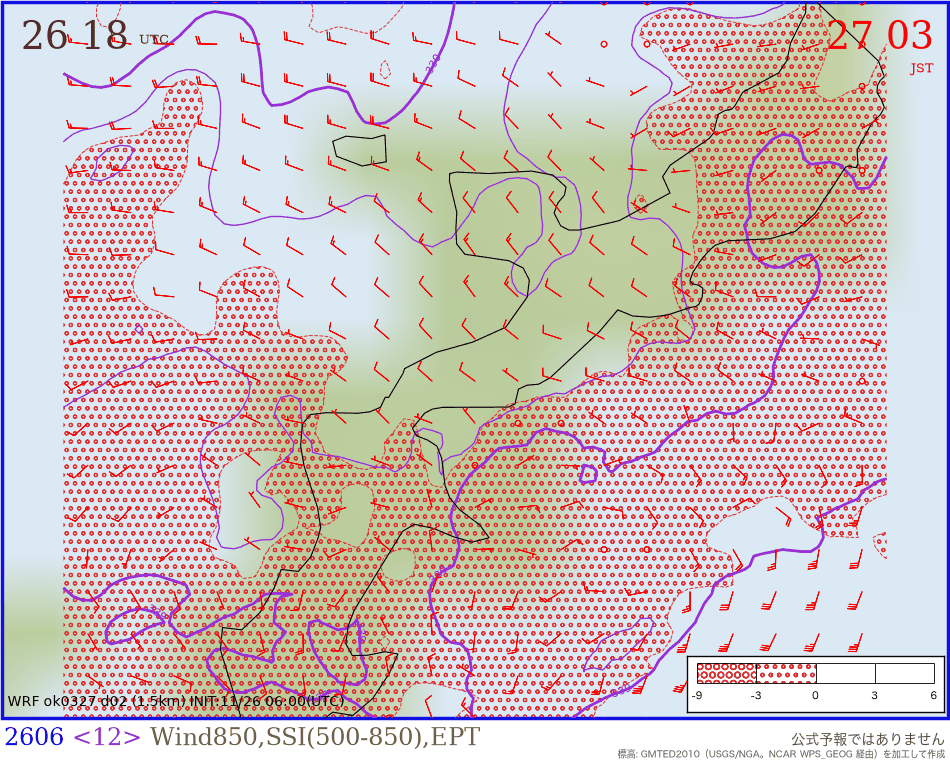 26 18 UTC
27 03
JST
330
WRF ok0327 d02 (1.5km) INIT:11/26 06:00(UTC)
-9 -3 0 3 6
2606 <12> Wind850,SSI(500-850),EPT
公式予報ではありません
標高: GMTED2010（USGS/NGA。NCAR WPS_GEOG 経由）を加工して作成